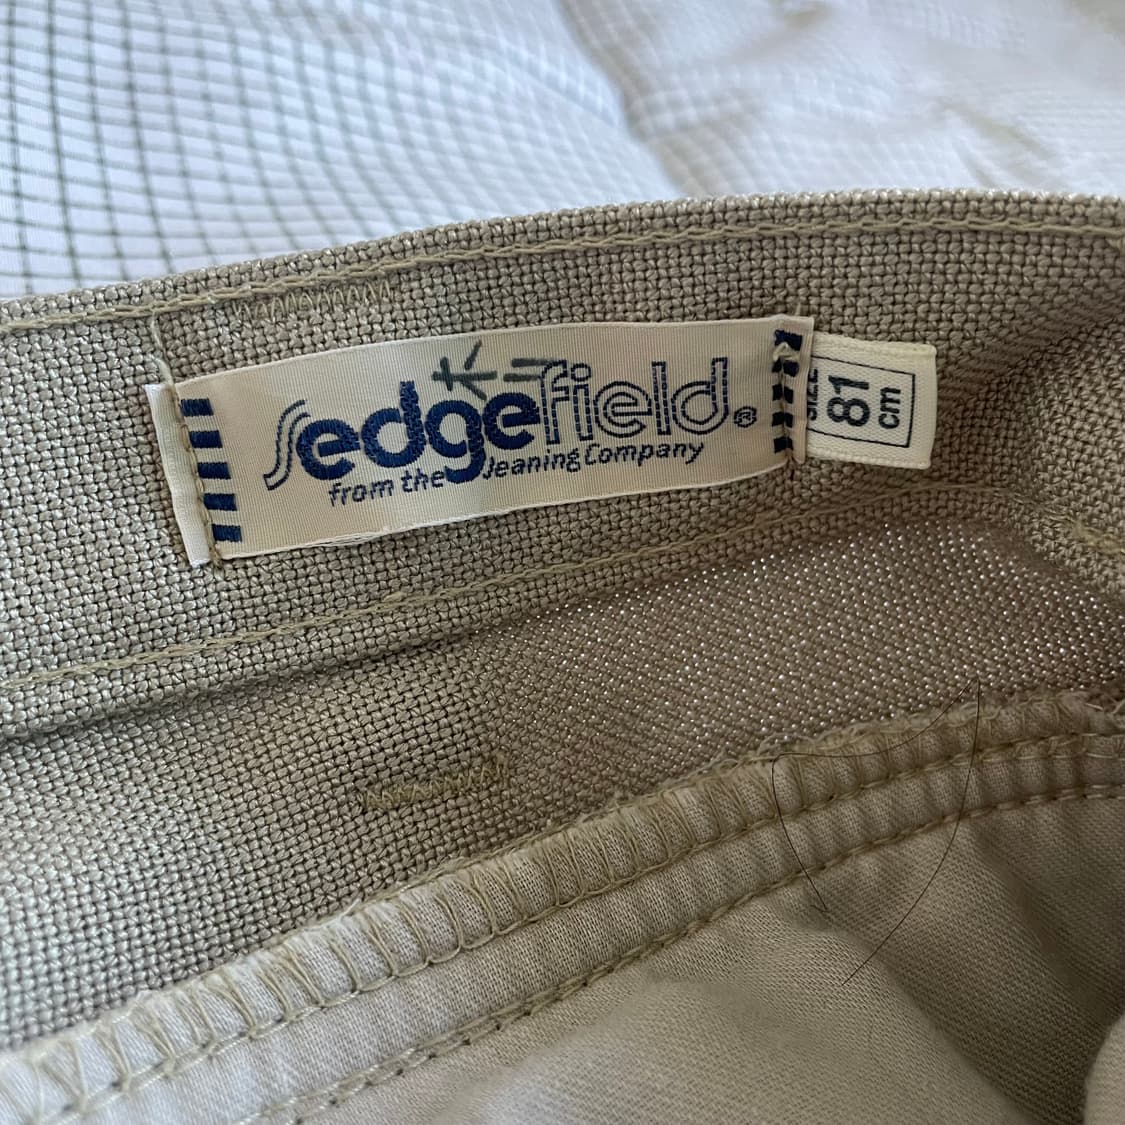 Sedgefield®
from the Jeaning Company
SIZE
81
cm